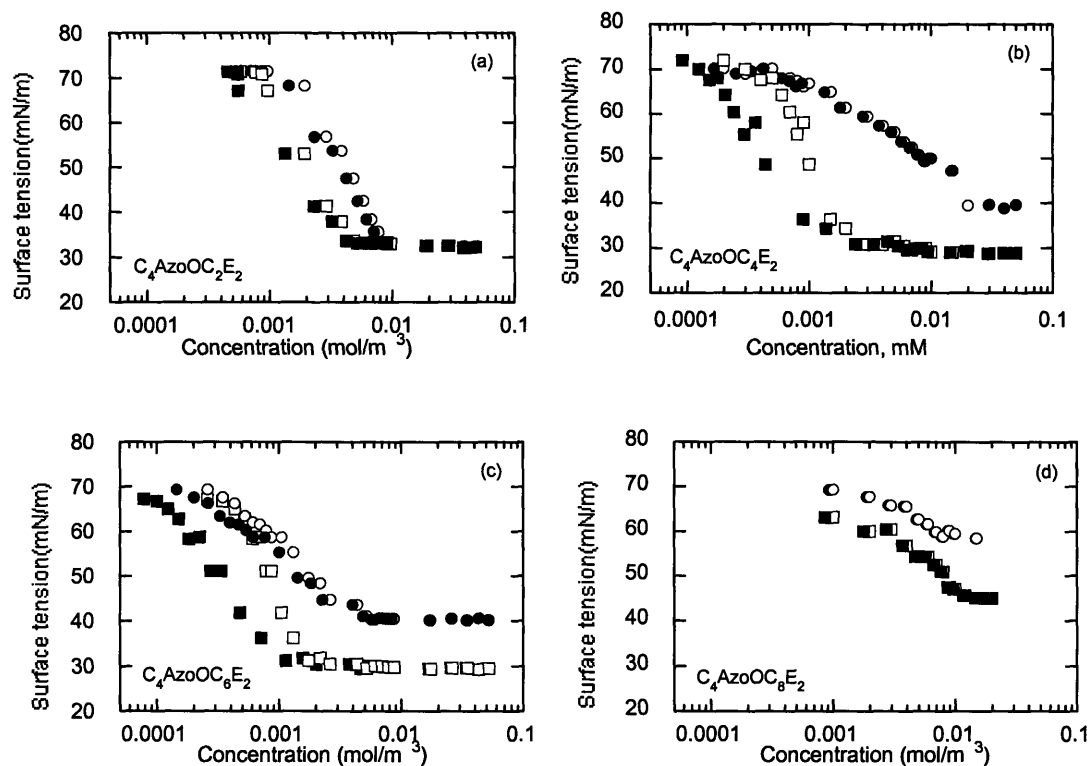 80
(a)
70
60
50
40
30
20
Surface tension(mN/m)
C4AzoOC2E2
0.0001 0.001 0.01 0.1
Concentration (mol/m3)
80
(b)
70
60
50
40
30
20
Surface tension(mN/m)
C4AzoOC4E2
0.0001 0.001 0.01 0.1
Concentration, mM
80
(c)
70
60
50
40
30
20
Surface tension(mN/m)
C4AzoOC6E2
0.0001 0.001 0.01 0.1
Concentration (mol/m3)
80
(d)
70
60
50
40
30
20
Surface tension(mN/m)
C4AzoOC8E2
0.0001 0.001 0.01 0.1
Concentration (mol/m3)